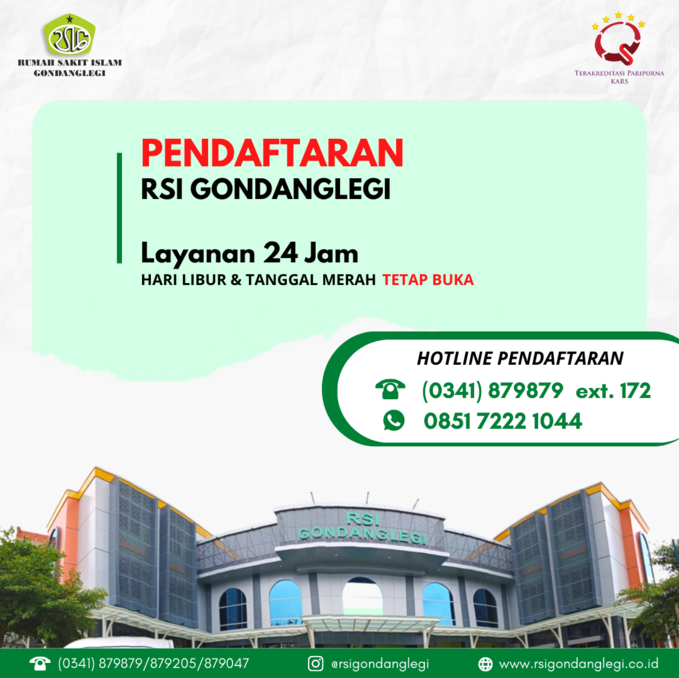 RSIG
RUMAH SAKIT ISLAM
GONDANGLEGI
TERAKREDITASI PARIPURNA
KARS
PENDAFTARAN
RSI GONDANGLEGI
Layanan 24 Jam
HARI LIBUR & TANGGAL MERAH TETAP BUKA
HOTLINE PENDAFTARAN
(0341) 879879 ext. 172
0851 7222 1044
RSI
GONDANGLEGI
(0341) 879879/879205/879047
@rsigondanglegi
www.rsigondanglegi.co.id